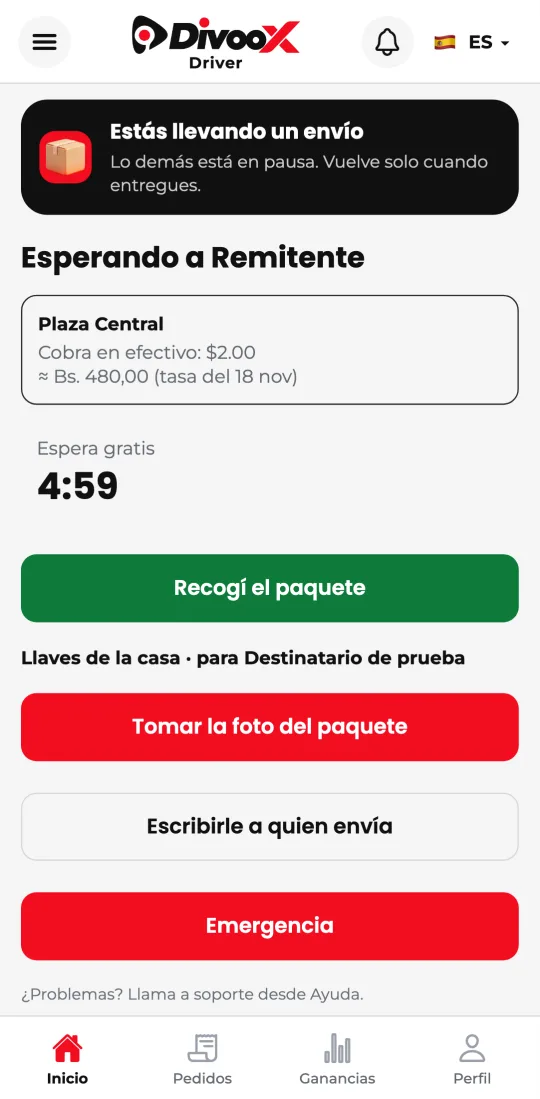 DivooX
Driver
ES
Estás llevando un envío
Lo demás está en pausa. Vuelve solo cuando
entregues.
Esperando a Remitente
Plaza Central
Cobra en efectivo: $2.00
≈ Bs. 480,00 (tasa del 18 nov)
Espera gratis
4:59
Recogí el paquete
Llaves de la casa · para Destinatario de prueba
Tomar la foto del paquete
Escribirle a quien envía
Emergencia
¿Problemas? Llama a soporte desde Ayuda.
Inicio
Pedidos
Ganancias
Perfil